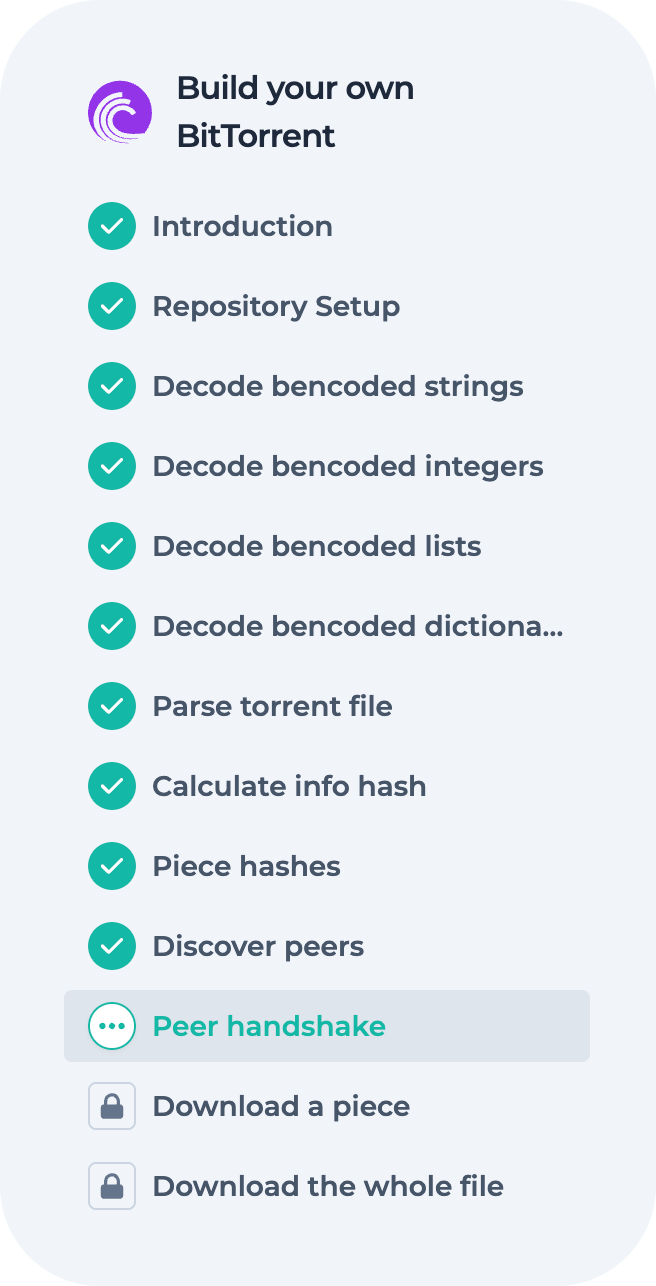 Build your own
BitTorrent
Introduction
Repository Setup
Decode bencoded strings
Decode bencoded integers
Decode bencoded lists
Decode bencoded dictiona...
Parse torrent file
Calculate info hash
Piece hashes
Discover peers
Peer handshake
Download a piece
Download the whole file